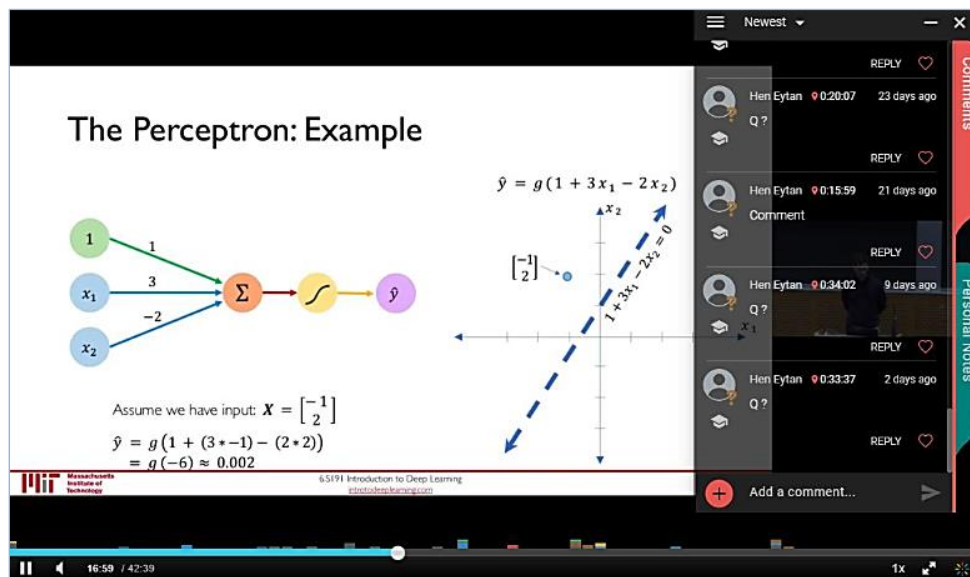 The Perceptron: Example
ŷ = g(1 + 3x₁ − 2x₂)
x₂
[−1
2]
1 + 3x₁ − 2x₂ = 0
x₁
1
x₁
x₂
1
3
−2
Σ
ŷ
Assume we have input: X = [−1
2]
ŷ = g(1 + (3∗−1) − (2∗2))
= g(−6) ≈ 0.002
Massachusetts
Institute of
Technology
6.S191 Introduction to Deep Learning
introtodeeplearning.com
Newest
REPLY
Hen Eytan 0:20:07 23 days ago
Q ?
REPLY
Hen Eytan 0:15:59 21 days ago
Comment
REPLY
Hen Eytan 0:34:02 9 days ago
Q ?
REPLY
Hen Eytan 0:33:37 2 days ago
Q ?
REPLY
Add a comment...
Comments
Personal Notes
16:59 / 42:39
1x